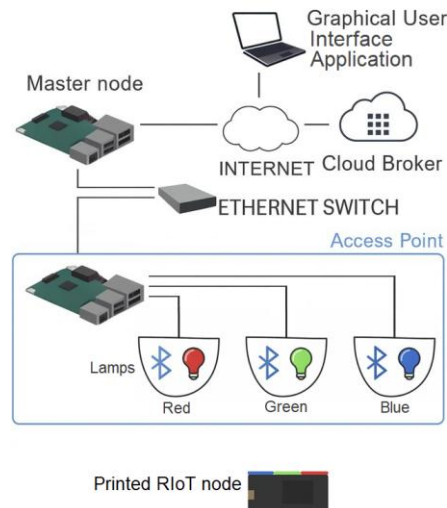 Graphical User
Interface
Application
Master node
INTERNET
Cloud Broker
ETHERNET SWITCH
Access Point
Lamps
Red
Green
Blue
Printed RIoT node